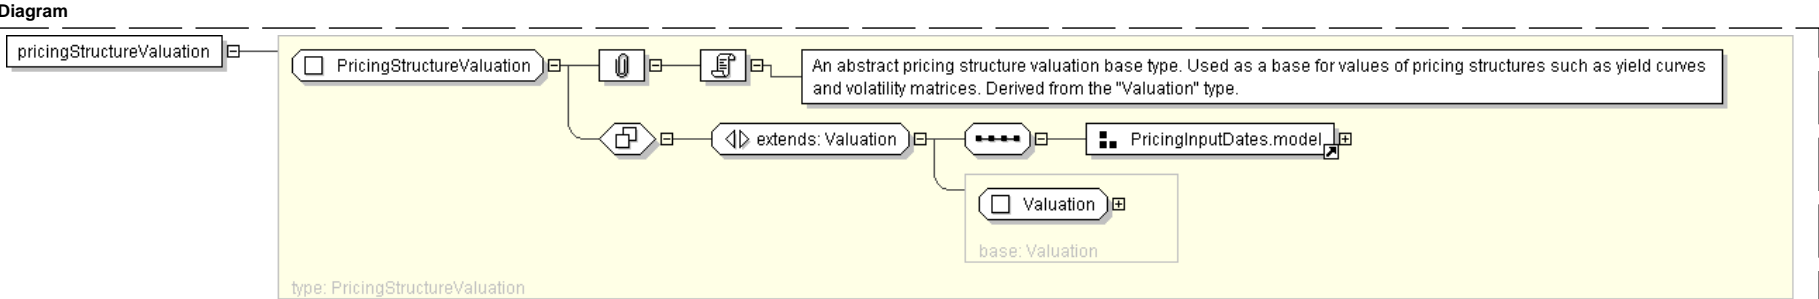 Diagram
pricingStructureValuation
PricingStructureValuation
An abstract pricing structure valuation base type. Used as a base for values of pricing structures such as yield curves
and volatility matrices. Derived from the "Valuation" type.
extends: Valuation
PricingInputDates.model
Valuation
base: Valuation
type: PricingStructureValuation